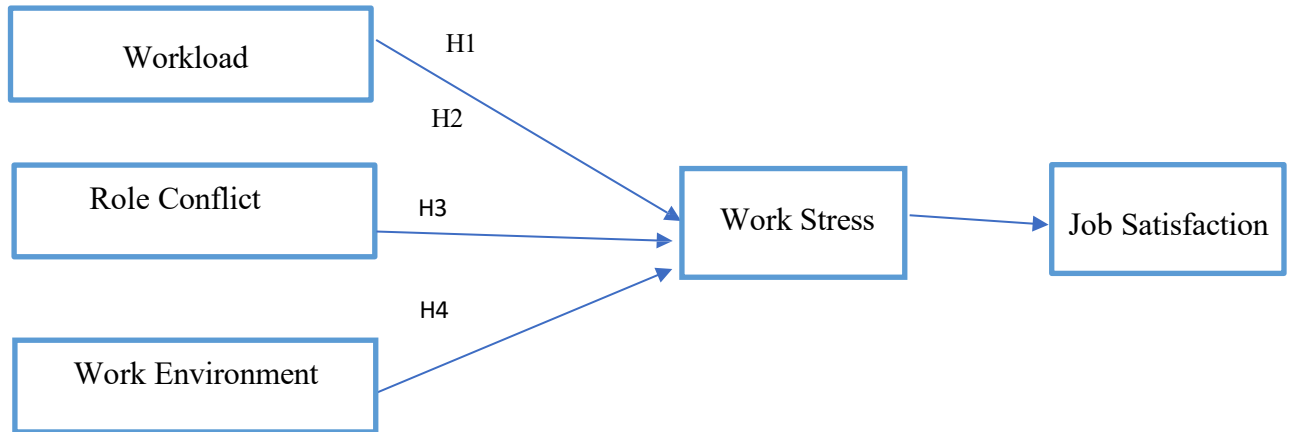 Workload
H1
H2
Role Conflict
H3
Work Stress
Job Satisfaction
H4
Work Environment